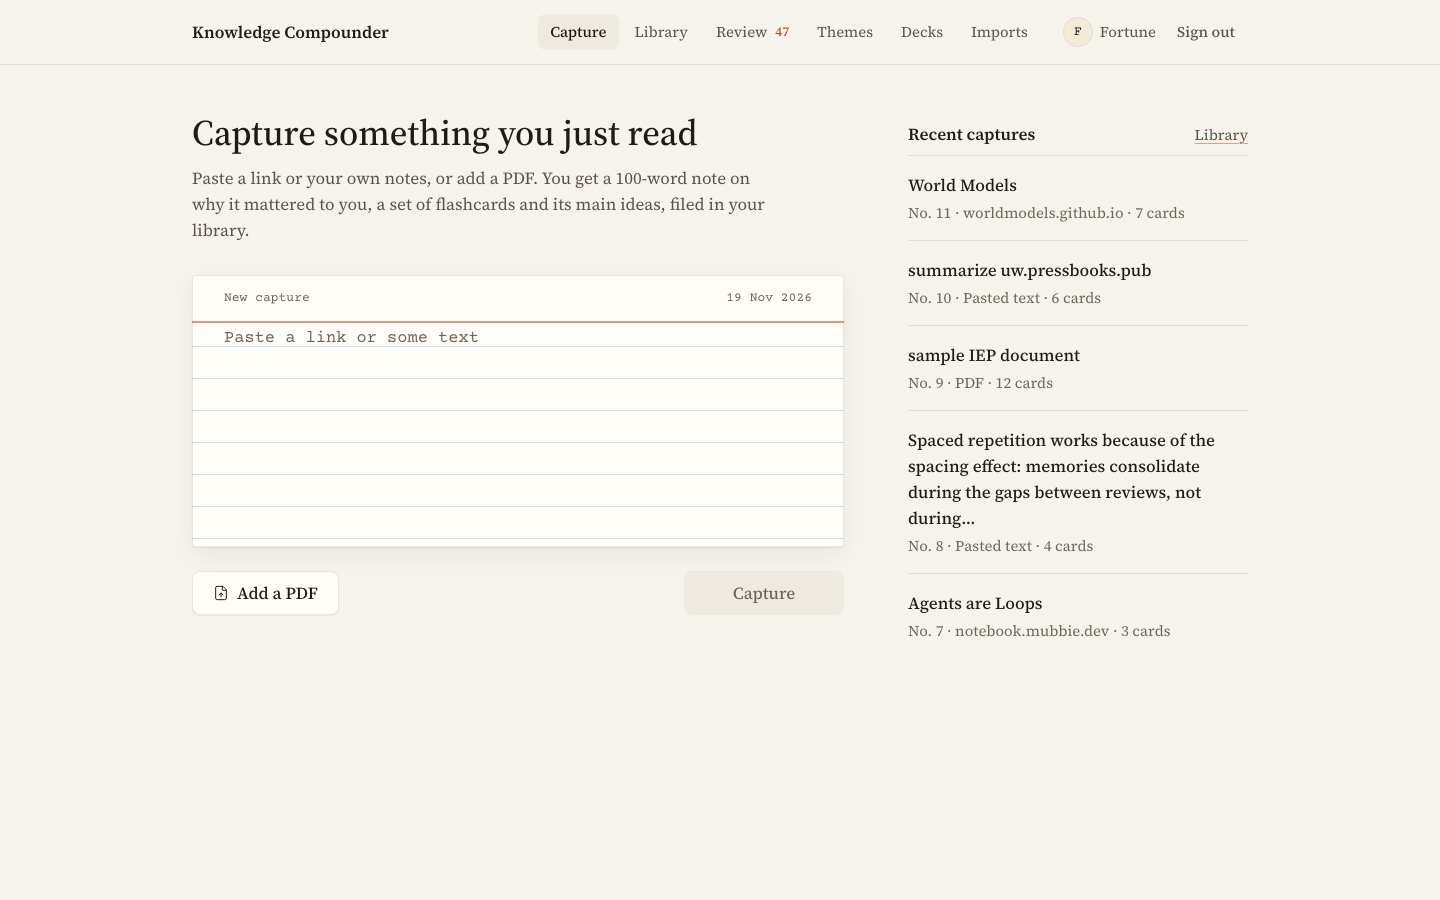 Knowledge Compounder
Capture
Library
Review 47
Themes
Decks
Imports
F
Fortune
Sign out
Capture something you just read
Paste a link or your own notes, or add a PDF. You get a 100-word note on
why it mattered to you, a set of flashcards and its main ideas, filed in your
library.
New capture
19 Nov 2026
Paste a link or some text
Add a PDF
Capture
Recent captures
Library
World Models
No. 11 · worldmodels.github.io · 7 cards
summarize uw.pressbooks.pub
No. 10 · Pasted text · 6 cards
sample IEP document
No. 9 · PDF · 12 cards
Spaced repetition works because of the
spacing effect: memories consolidate
during the gaps between reviews, not
during…
No. 8 · Pasted text · 4 cards
Agents are Loops
No. 7 · notebook.mubbie.dev · 3 cards